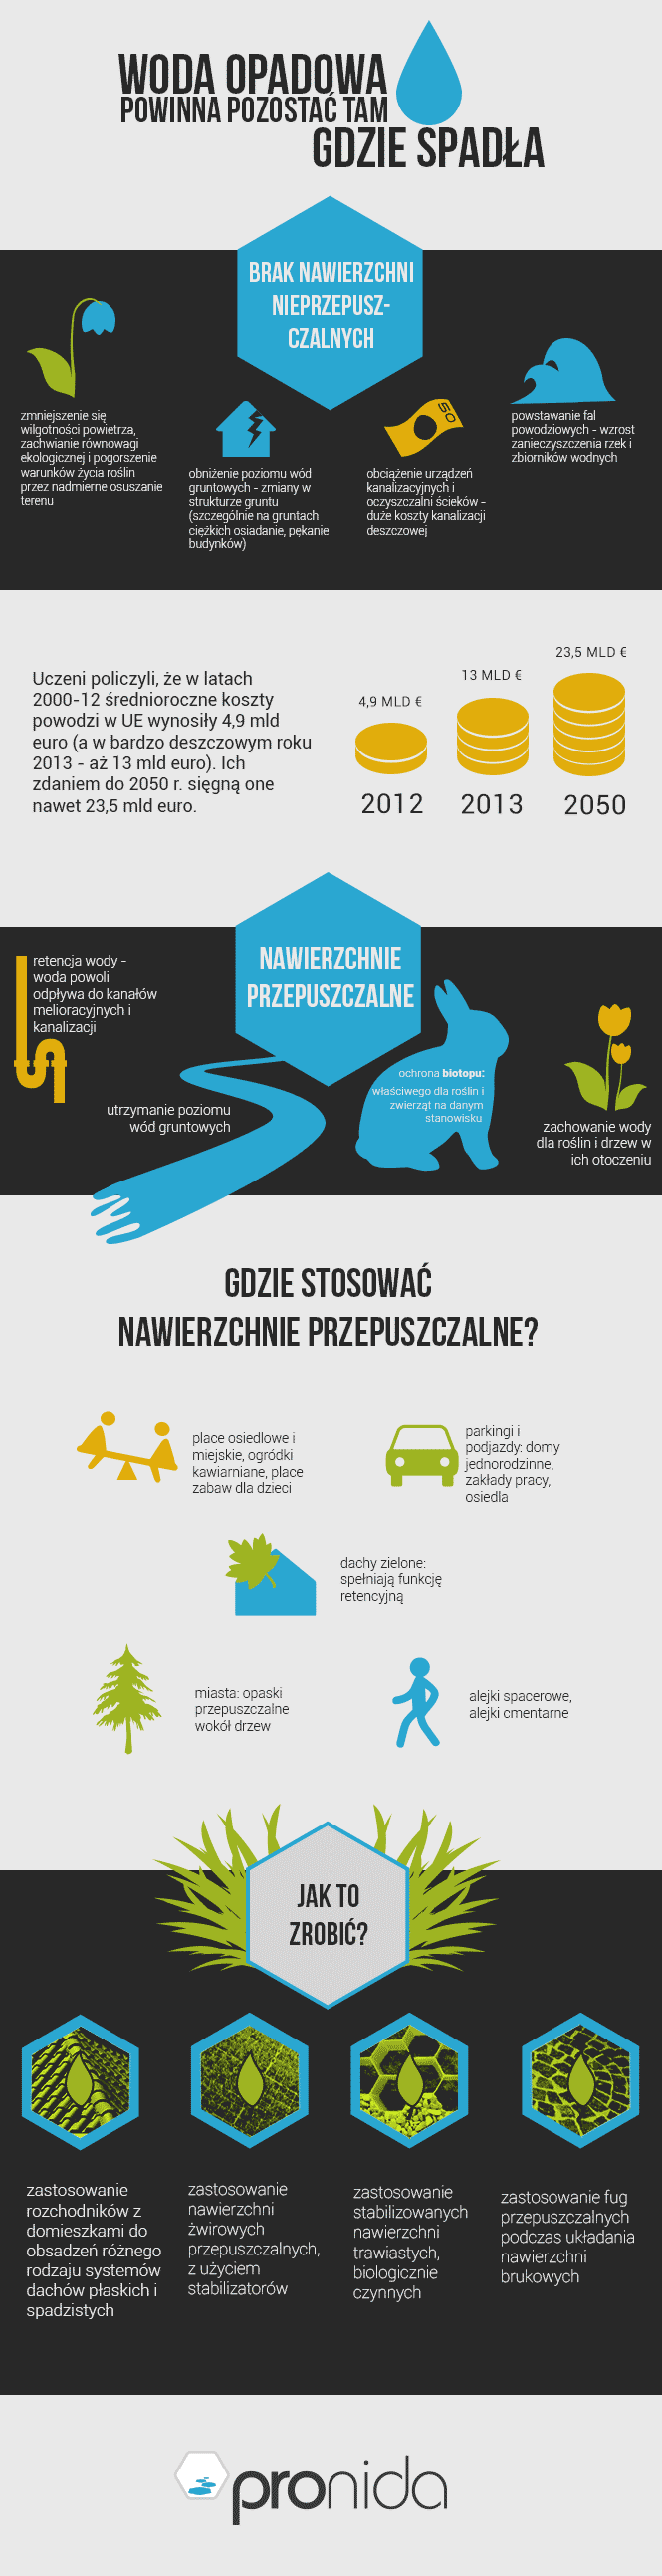 WODA OPADOWA
POWINNA POZOSTAĆ TAM
GDZIE SPADŁA
BRAK NAWIERZCHNI
NIEPRZEPUSZ-
CZALNYCH
zmniejszenie się
wilgotności powietrza,
zachwianie równowagi
ekologicznej i pogorszenie
warunków życia roślin
przez nadmierne osuszanie
terenu
obniżenie poziomu wód
gruntowych - zmiany w
strukturze gruntu
(szczególnie na gruntach
ciężkich osiadanie, pękanie
budynków)
50
obciążenie urządzeń
kanalizacyjnych i
oczyszczalni ścieków -
duże koszty kanalizacji
deszczowej
powstawanie fal
powodziowych - wzrost
zanieczyszczenia rzek i
zbiorników wodnych
Uczeni policzyli, że w latach
2000-12 średnioroczne koszty
powodzi w UE wynosiły 4,9 mld
euro (a w bardzo deszczowym roku
2013 - aż 13 mld euro). Ich
zdaniem do 2050 r. sięgną one
nawet 23,5 mld euro.
4,9 MLD €
13 MLD €
23,5 MLD €
2012
2013
2050
NAWIERZCHNIE
PRZEPUSZCZALNE
retencja wody -
woda powoli
odpływa do kanałów
melioracyjnych i
kanalizacji
utrzymanie poziomu
wód gruntowych
ochrona biotopu:
właściwego dla roślin i
zwierząt na danym
stanowisku
zachowanie wody
dla roślin i drzew w
ich otoczeniu
GDZIE STOSOWAĆ
NAWIERZCHNIE PRZEPUSZCZALNE?
place osiedlowe i
miejskie, ogródki
kawiarniane, place
zabaw dla dzieci
parkingi i
podjazdy: domy
jednorodzinne,
zakłady pracy,
osiedla
dachy zielone:
spełniają funkcję
retencyjną
miasta: opaski
przepuszczalne
wokół drzew
alejki spacerowe,
alejki cmentarne
JAK TO
ZROBIĆ?
zastosowanie
rozchodników z
domieszkami do
obsadzeń różnego
rodzaju systemów
dachów płaskich i
spadzistych
zastosowanie
nawierzchni
żwirowych
przepuszczalnych,
z użyciem
stabilizatorów
zastosowanie
stabilizowanych
nawierzchni
trawiastych,
biologicznie
czynnych
zastosowanie fug
przepuszczalnych
podczas układania
nawierzchni
brukowych
pronida